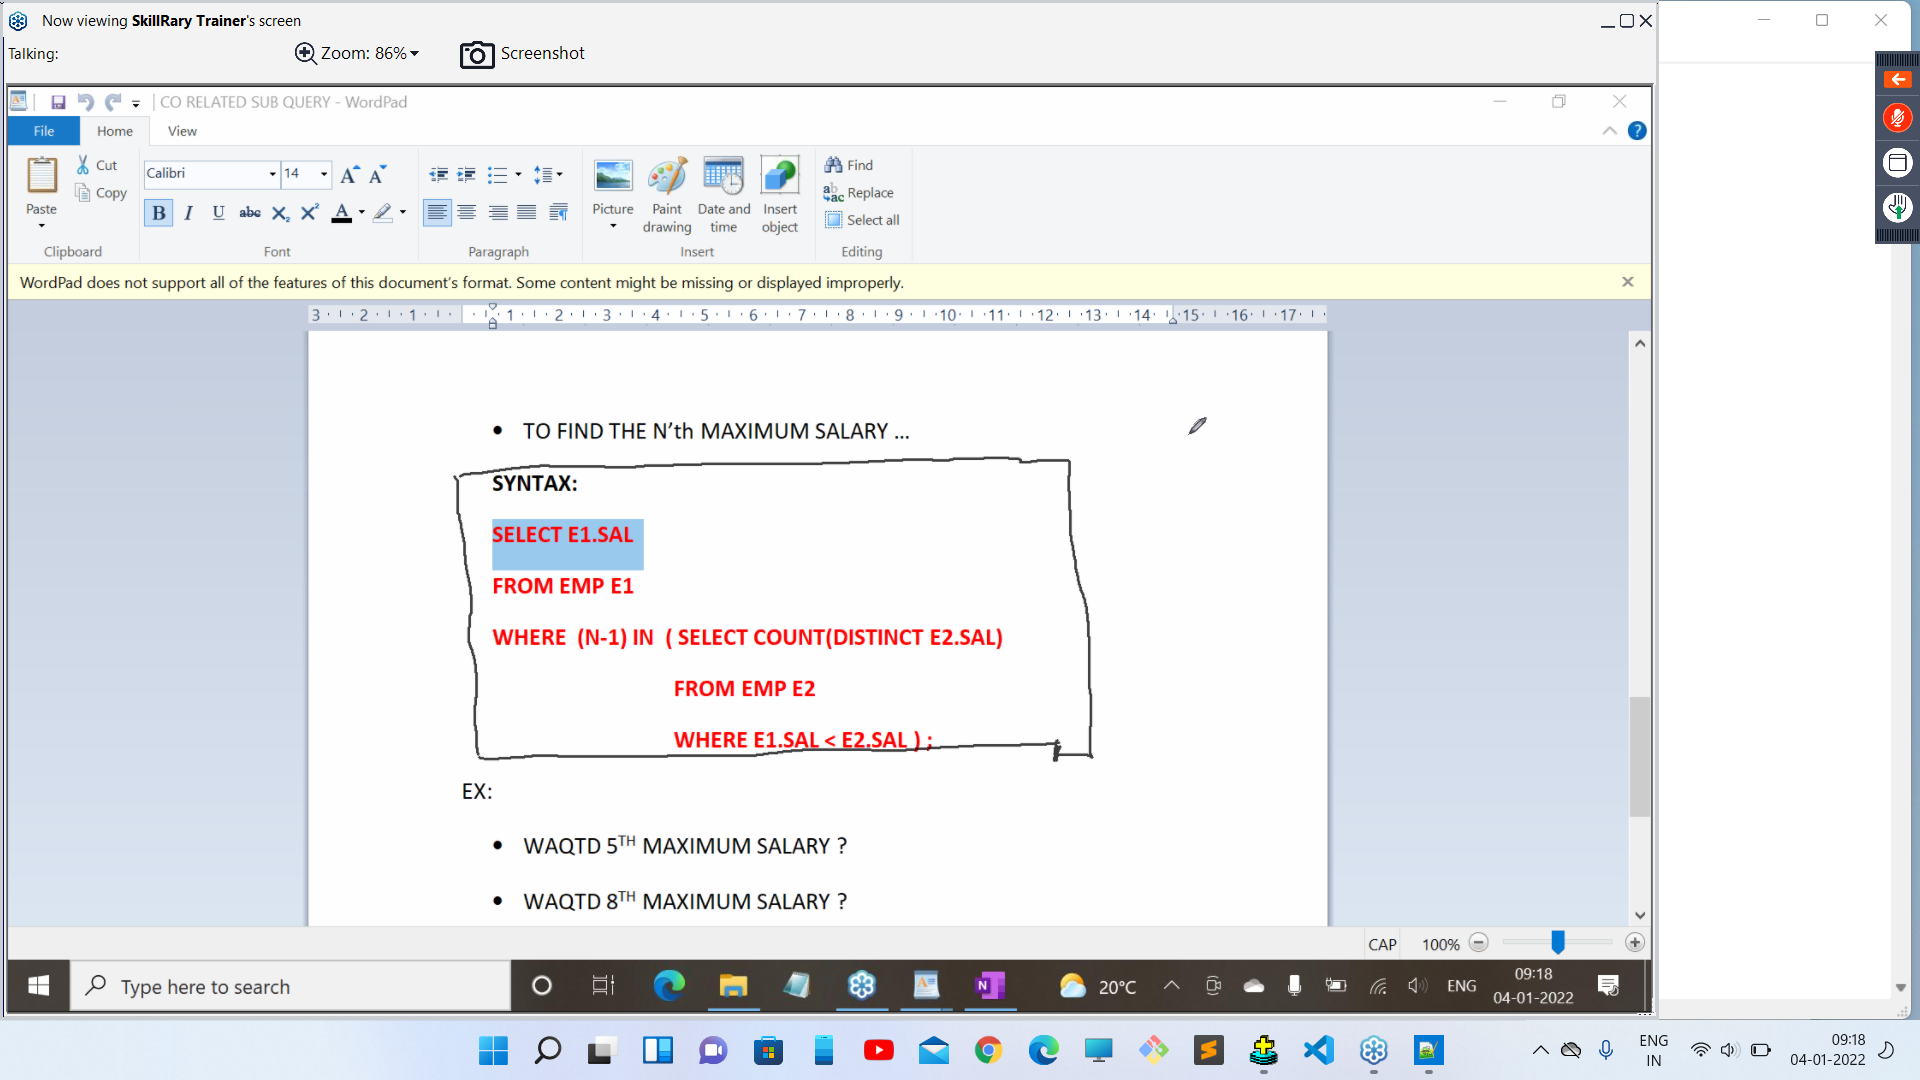 Now viewing SkillRary Trainer's screen
Talking:
Zoom: 86%
Screenshot
CO RELATED SUB QUERY - WordPad
File
Home
View
Paste
Cut
Copy
Clipboard
Calibri
14
B I U abc X₂ X² A
Font
Paragraph
Picture
Paint drawing
Date and time
Insert object
Insert
Find
Replace
Select all
Editing
WordPad does not support all of the features of this document's format. Some content might be missing or displayed improperly.
3 2 1 1 2 3 4 5 6 7 8 9 10 11 12 13 14 15 16 17
• TO FIND THE N'th MAXIMUM SALARY ...
SYNTAX:
SELECT E1.SAL
FROM EMP E1
WHERE (N-1) IN ( SELECT COUNT(DISTINCT E2.SAL)
FROM EMP E2
WHERE E1.SAL < E2.SAL ) ;
EX:
• WAQTD 5TH MAXIMUM SALARY ?
• WAQTD 8TH MAXIMUM SALARY ?
CAP
100%
Type here to search
20°C
ENG
09:18
04-01-2022
ENG
IN
09:18
04-01-2022